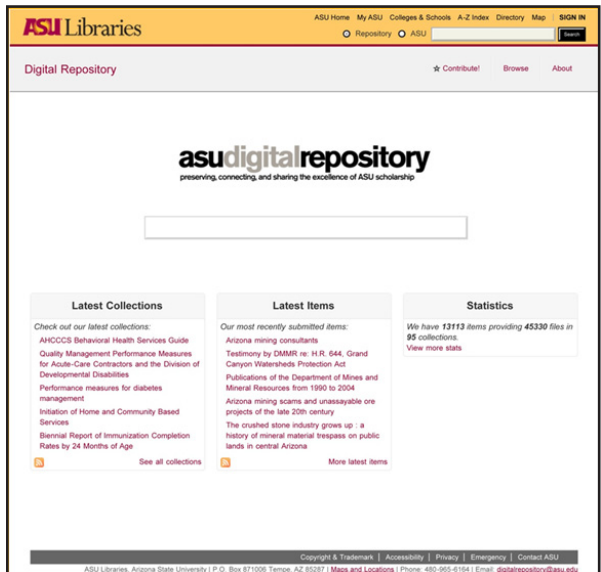 ASU Libraries
ASU Home My ASU Colleges & Schools A-Z Index Directory Map SIGN IN
Repository ASU Search
Digital Repository
Contribute! Browse About
asudigitalrepository
preserving, connecting, and sharing the excellence of ASU scholarship
Latest Collections
Check out our latest collections:
AHCCCS Behavioral Health Services Guide
Quality Management Performance Measures
for Acute-Care Contractors and the Division of
Developmental Disabilities
Performance measures for diabetes
management
Initiation of Home and Community Based
Services
Biennial Report of Immunization Completion
Rates by 24 Months of Age
See all collections
Latest Items
Our most recently submitted items:
Arizona mining consultants
Testimony by DMMR re: H.R. 644, Grand
Canyon Watersheds Protection Act
Publications of the Department of Mines and
Mineral Resources from 1990 to 2004
Arizona mining scams and unassayable ore
projects of the late 20th century
The crushed stone industry grows up : a
history of mineral material trespass on public
lands in central Arizona
More latest items
Statistics
We have 13113 items providing 45330 files in
95 collections.
View more stats
Copyright & Trademark | Accessibility | Privacy | Emergency | Contact ASU
ASU Libraries, Arizona State University | P.O. Box 871006 Tempe, AZ 85287 | Maps and Locations | Phone: 480-965-6164 | Email: digitalrepository@asu.edu